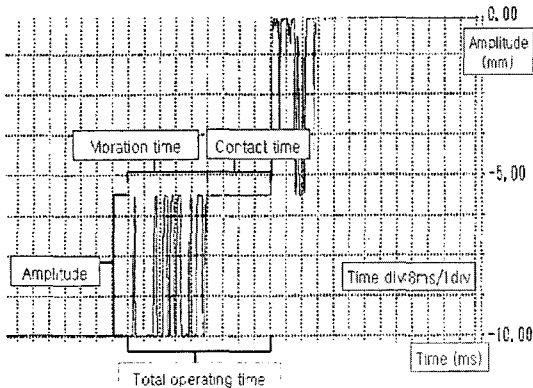 0.00
Amplitude
(mm)
Moration time
Contact time
-5,00
Amplitude
Time div:8ms/1div
-10.00
Time (ms)
Total operating time